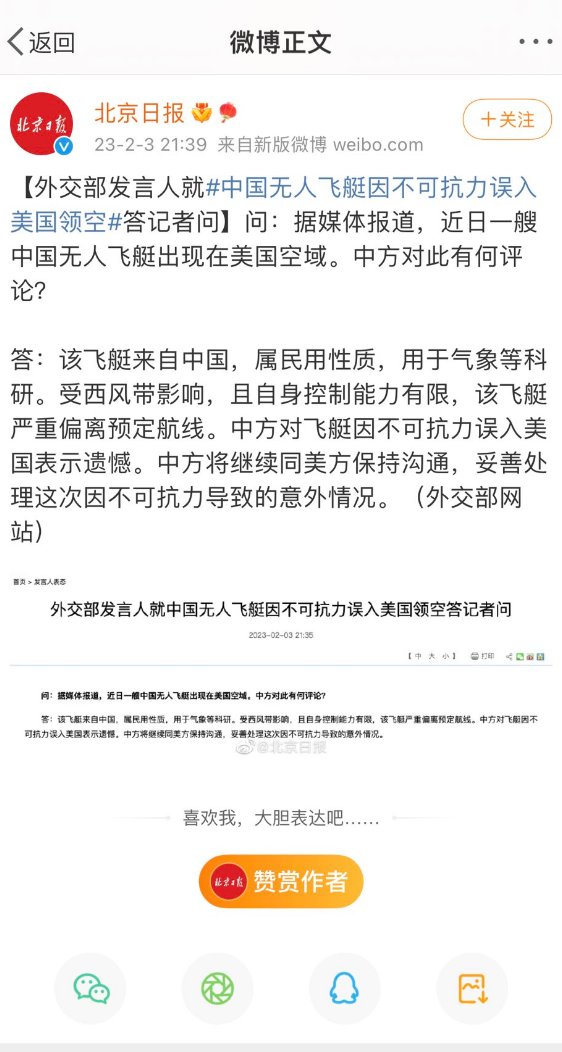 返回
微博正文
北京日报
北京日报
23-2-3 21:39 来自新版微博 weibo.com
+关注
【外交部发言人就#中国无人飞艇因不可抗力误入
美国领空#答记者问】问：据媒体报道，近日一艘
中国无人飞艇出现在美国空域。中方对此有何评
论？
答：该飞艇来自中国，属民用性质，用于气象等科
研。受西风带影响，且自身控制能力有限，该飞艇
严重偏离预定航线。中方对飞艇因不可抗力误入美
国表示遗憾。中方将继续同美方保持沟通，妥善处
理这次因不可抗力导致的意外情况。（外交部网
站）
首页 > 发言人表态
外交部发言人就中国无人飞艇因不可抗力误入美国领空答记者问
2023-02-03 21:35
【 中 大 小 】 打印
问：据媒体报道，近日一艘中国无人飞艇出现在美国空域。中方对此有何评论？
答：该飞艇来自中国，属民用性质，用于气象等科研。受西风带影响，且自身控制能力有限，该飞艇严重偏离预定航线。中方对飞艇因不
可抗力误入美国表示遗憾。中方将继续同美方保持沟通，妥善处理这次因不可抗力导致的意外情况。
@北京日报
喜欢我，大胆表达吧……
北京日报
赞赏作者